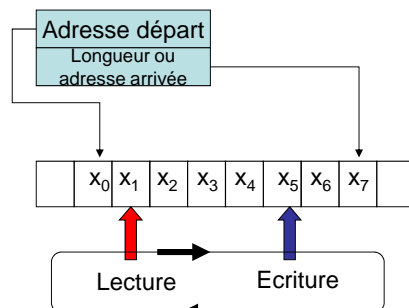 Adresse départ
Longueur ou
adresse arrivée
x₀ x₁ x₂ x₃ x₄ x₅ x₆ x₇
Lecture Ecriture